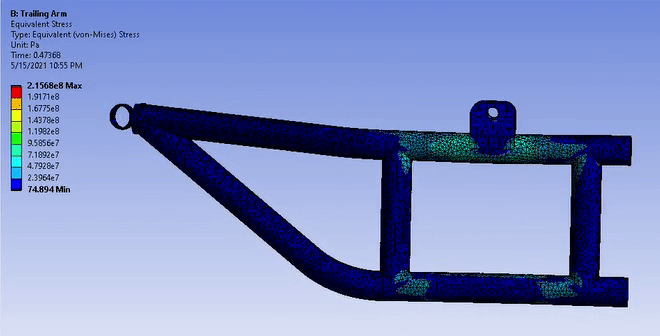 B: Trailing Arm
Equivalent Stress
Type: Equivalent (von-Mises) Stress
Unit: Pa
Time: 0.47368
5/15/2021 10:55 PM
2.1568e8 Max
1.9171e8
1.6775e8
1.4378e8
1.1982e8
9.5856e7
7.1892e7
4.7928e7
2.3964e7
74.894 Min